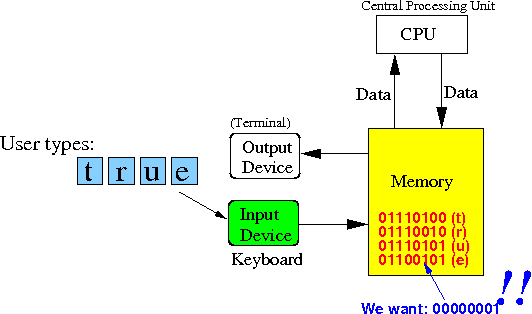 Central Processing Unit
CPU
Data
Data
(Terminal)
User types:
Output
Device
t r u e
Memory
Input
Device
01110100 (t)
01110010 (r)
01110101 (u)
01100101 (e)
Keyboard
We want: 00000001 !!